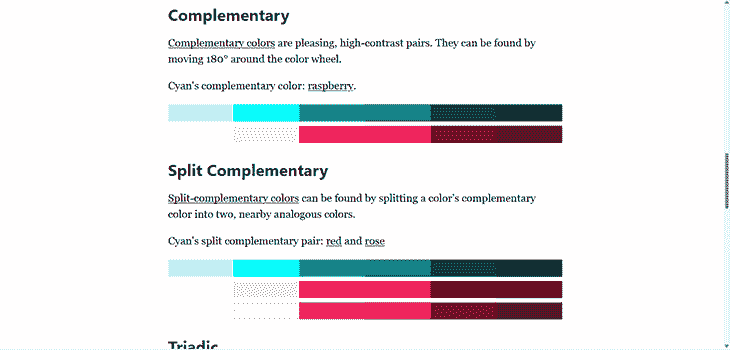 Complementary
Complementary colors are pleasing, high-contrast pairs. They can be found by
moving 180° around the color wheel.
Cyan's complementary color: raspberry.
Split Complementary
Split-complementary colors can be found by splitting a color's complementary
color into two, nearby analogous colors.
Cyan's split complementary pair: red and rose
Triadic